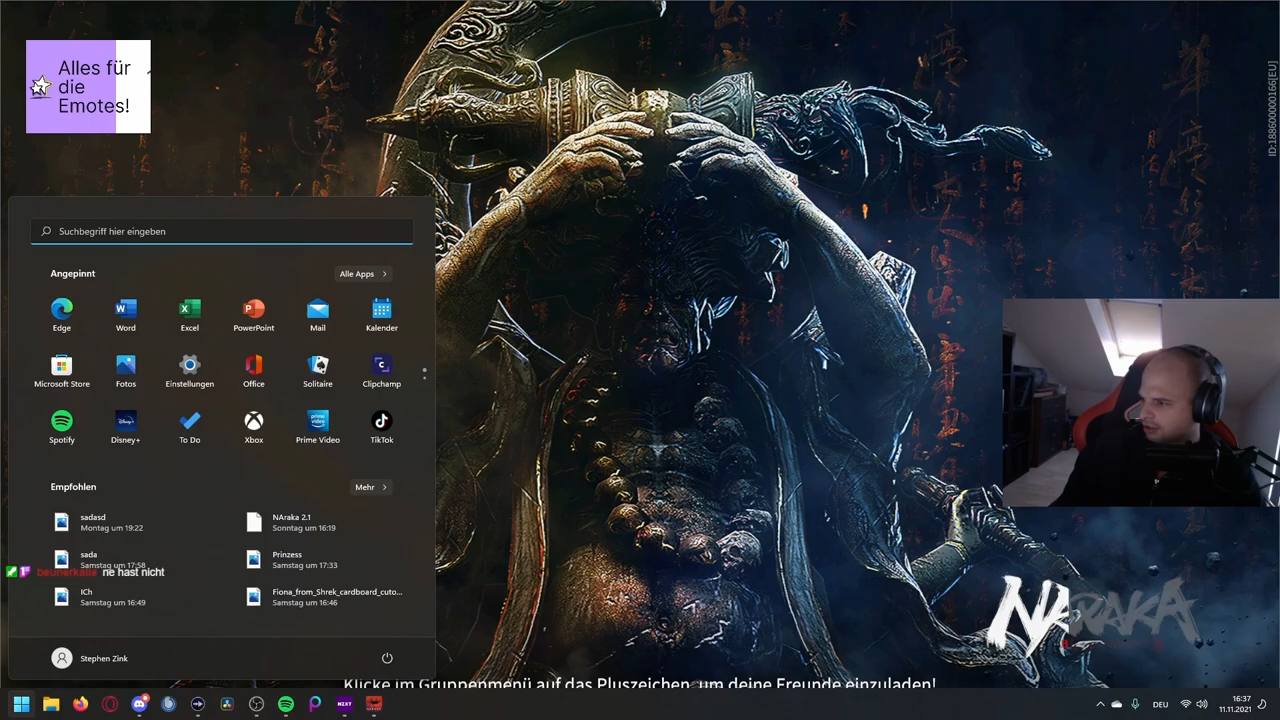 Alles für
die
Emotes!
ID:18860000166[EU]
Suchbegriff hier eingeben
Angepinnt
Alle Apps
Edge
Word
Excel
PowerPoint
Mail
Kalender
Microsoft Store
Fotos
Einstellungen
Office
Solitaire
Clipchamp
Spotify
Disney+
To Do
Xbox
Prime Video
TikTok
Empfohlen
Mehr
sadasd
Montag um 19:22
NAraka 2.1
Sonntag um 16:19
sada
Samstag um 17:58
Prinzess
Samstag um 17:33
ne hast nicht
ICh
Samstag um 16:49
Fiona_from_Shrek_cardboard_cuto...
Samstag um 16:46
NARAKA
Stephen Zink
Klicke im Gruppenmenü auf das Pluszeichen, um deine Freunde einzuladen!
NZXT
DEU
16:37
11.11.2021